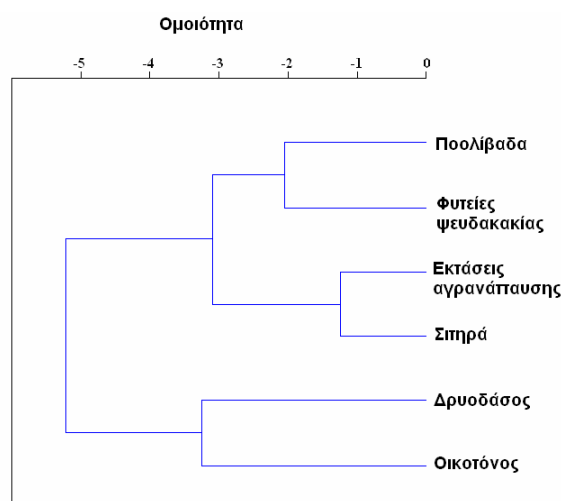 Ομοιότητα
-5 -4 -3 -2 -1 0
Ποολίβαδα
Φυτείες
ψευδακακίας
Εκτάσεις
αγρανάπαυσης
Σιτηρά
Δρυοδάσος
Οικοτόνος